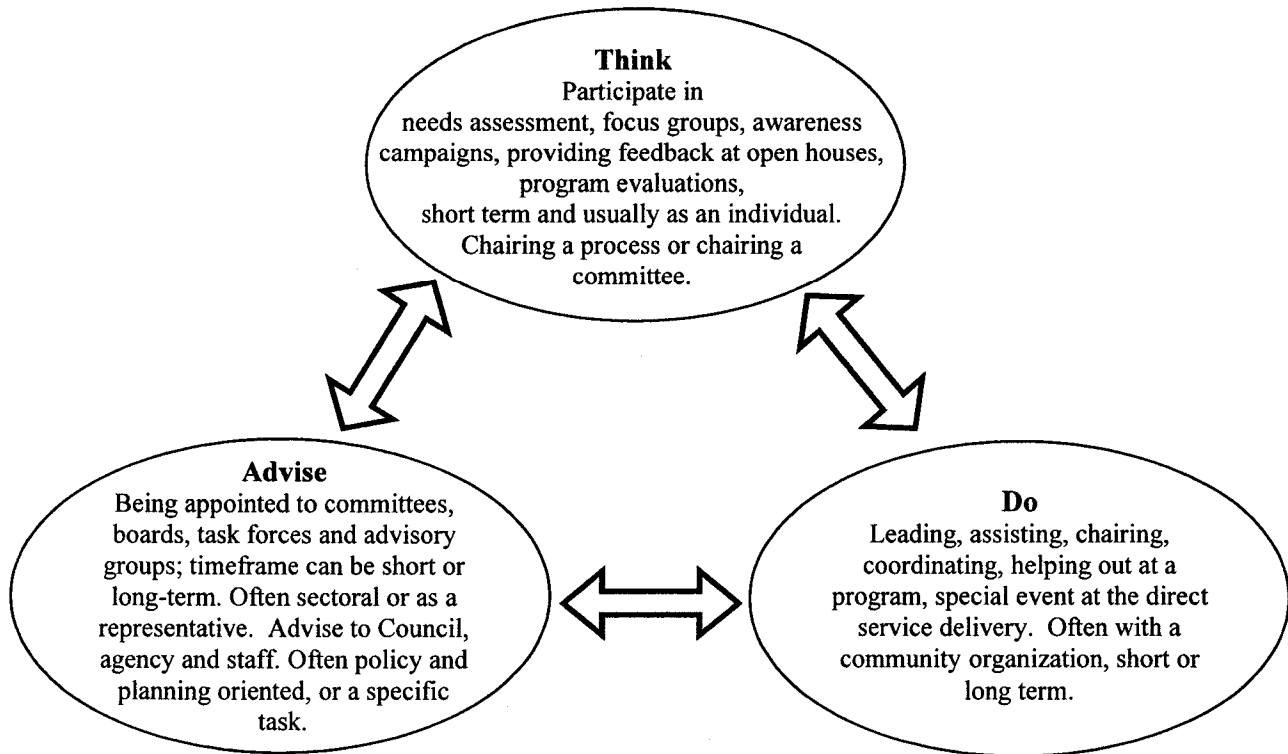 Think
Participate in
needs assessment, focus groups, awareness
campaigns, providing feedback at open houses,
program evaluations,
short term and usually as an individual.
Chairing a process or chairing a
committee.
Advise
Being appointed to committees,
boards, task forces and advisory
groups; timeframe can be short or
long-term. Often sectoral or as a
representative. Advise to Council,
agency and staff. Often policy and
planning oriented, or a specific
task.
Do
Leading, assisting, chairing,
coordinating, helping out at a
program, special event at the direct
service delivery. Often with a
community organization, short or
long term.